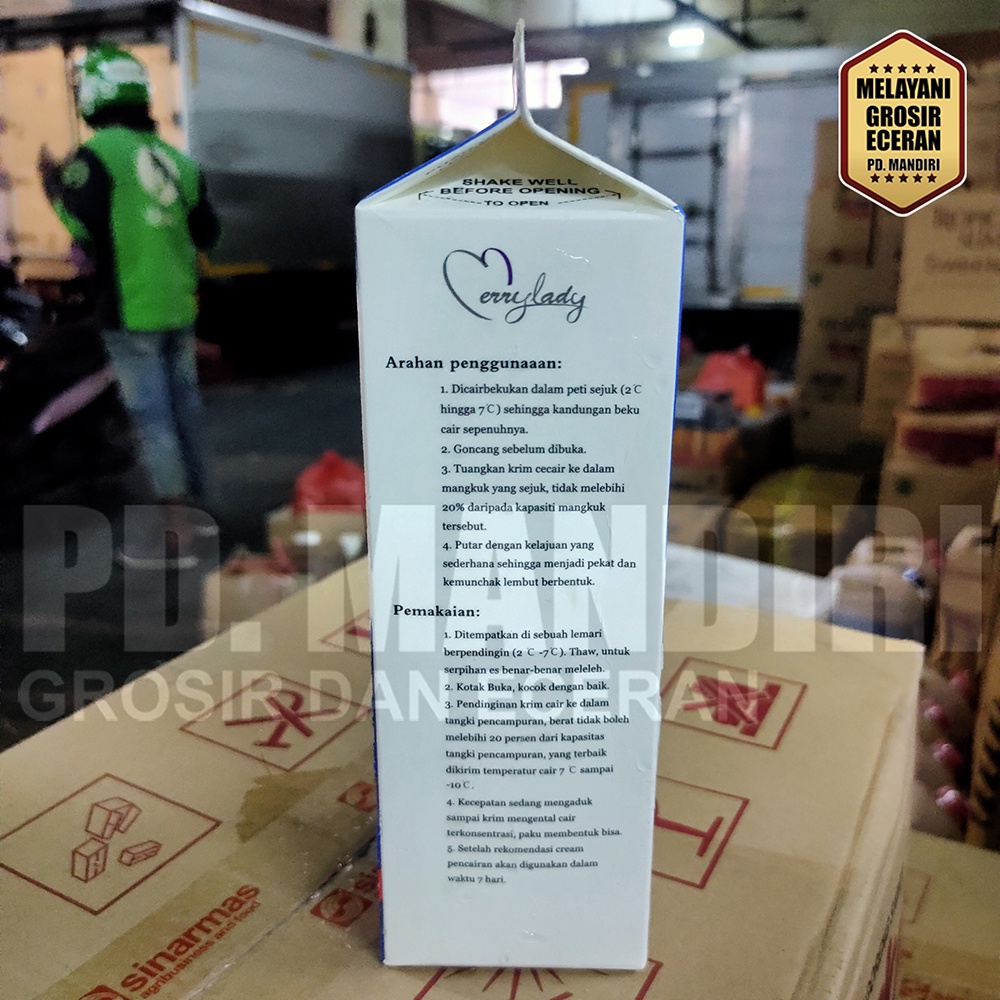 MELAYANI
GROSIR
ECERAN
PD. MANDIRI
SHAKE WELL
BEFORE OPENING
TO OPEN
Merrylady
Arahan penggunaaan:
1. Dicairbekukan dalam peti sejuk (2℃
hingga 7℃) sehingga kandungan beku
cair sepenuhnya.
2. Goncang sebelum dibuka.
3. Tuangkan krim cecair ke dalam
mangkuk yang sejuk, tidak melebihi
20% daripada kapasiti mangkuk
tersebut.
4. Putar dengan kelajuan yang
sederhana sehingga menjadi pekat dan
kemunchak lembut berbentuk.
Pemakaian:
1. Ditempatkan di sebuah lemari
berpendingin (2 ℃ -7℃). Thaw, untuk
serpihan es benar-benar meleleh.
2. Kotak Buka, kocok dengan baik.
3. Pendinginan krim cair ke dalam
tangki pencampuran, berat tidak boleh
melebihi 20 persen dari kapasitas
tangki pencampuran, yang terbaik
dikirim temperatur cair 7 ℃ sampai
-10℃.
4. Kecepatan sedang mengaduk
sampai krim mengental cair
terkonsentrasi, paku membentuk bisa.
5. Setelah rekomendasi cream
pencairan akan digunakan dalam
waktu 7 hari.
PD. MANDIRI
GROSIR DAN ECERAN
sinarmas
agribusiness and food